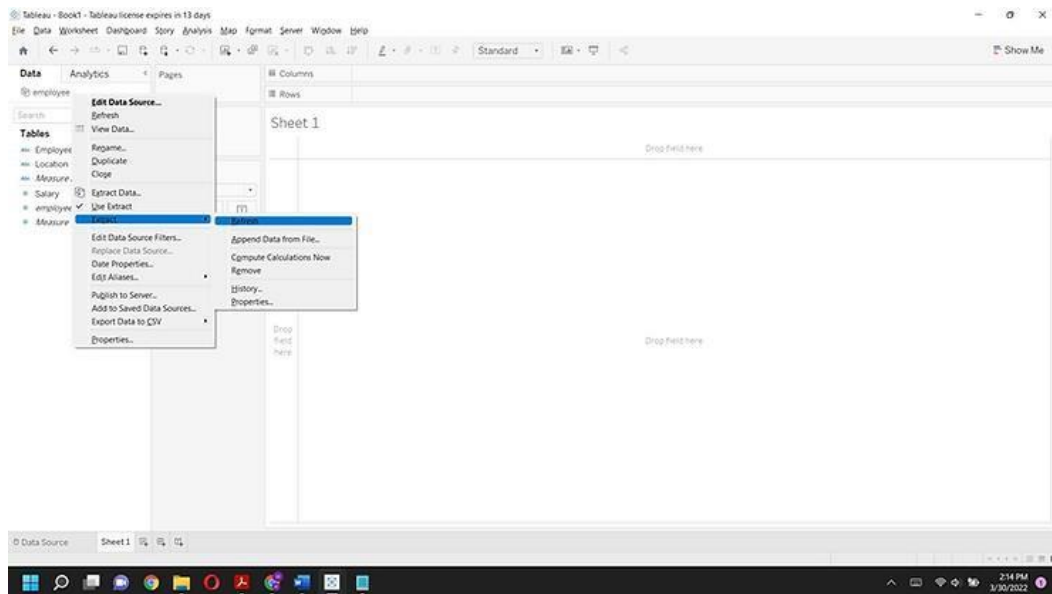 Tableau - Book1 - Tableau license expires in 13 days
File Data Worksheet Dashboard Story Analysis Map Format Server Window Help
Standard
Show Me
Data Analytics Pages
Columns
employee
Rows
Search
Tables
Employee
Location
Measure
Salary
employee
Measure
Edit Data Source...
Refresh
View Data...
Rename...
Duplicate
Close
Extract Data...
Use Extract
Extract
Edit Data Source Filters...
Replace Data Source...
Date Properties...
Edit Aliases...
Publish to Server...
Add to Saved Data Sources...
Export Data to CSV
Properties...
Refresh
Append Data from File...
Compute Calculations Now
Remove
History...
Properties...
Sheet 1
Drop field here
Drop
field
here
Drop field here
Data Source Sheet 1
2:14 PM
3/30/2022